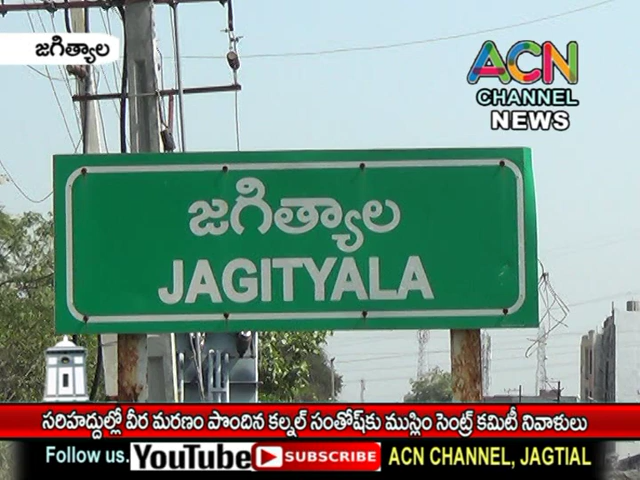 జగిత్యాల
ACN
CHANNEL
NEWS
జగిత్యాల
JAGITYALA
సరిహద్దుల్లో వీర మరణం పొందిన కల్నల్ సంతోష్‌కు ముస్లిం సెంట్ర్ కమిటీ నివాళులు
Follow us. YouTube SUBSCRIBE ACN CHANNEL, JAGTIAL